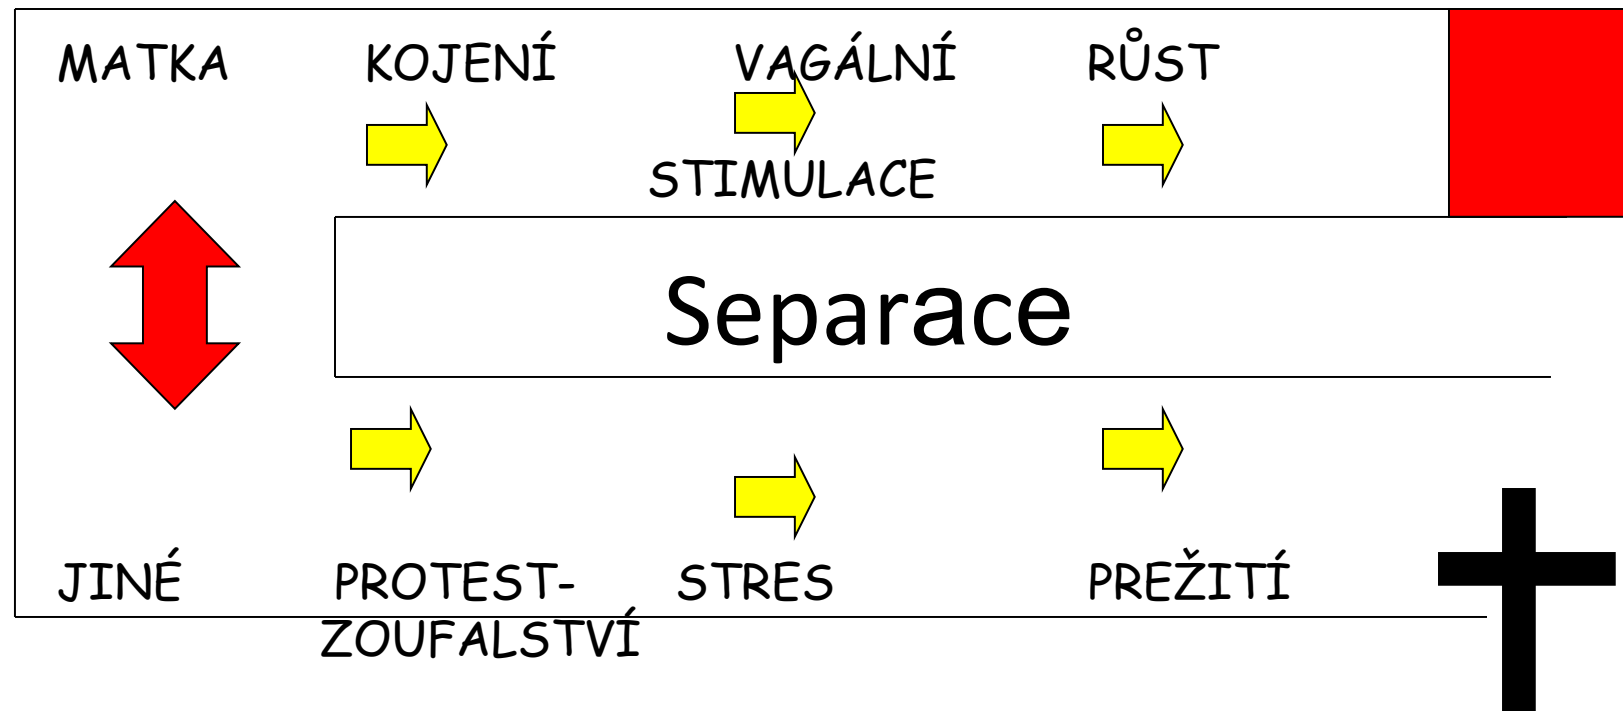 MATKA KOJENÍ VAGÁLNÍ RŮST
STIMULACE
Separace
JINÉ PROTEST- STRES PREŽITÍ
ZOUFALSTVÍ